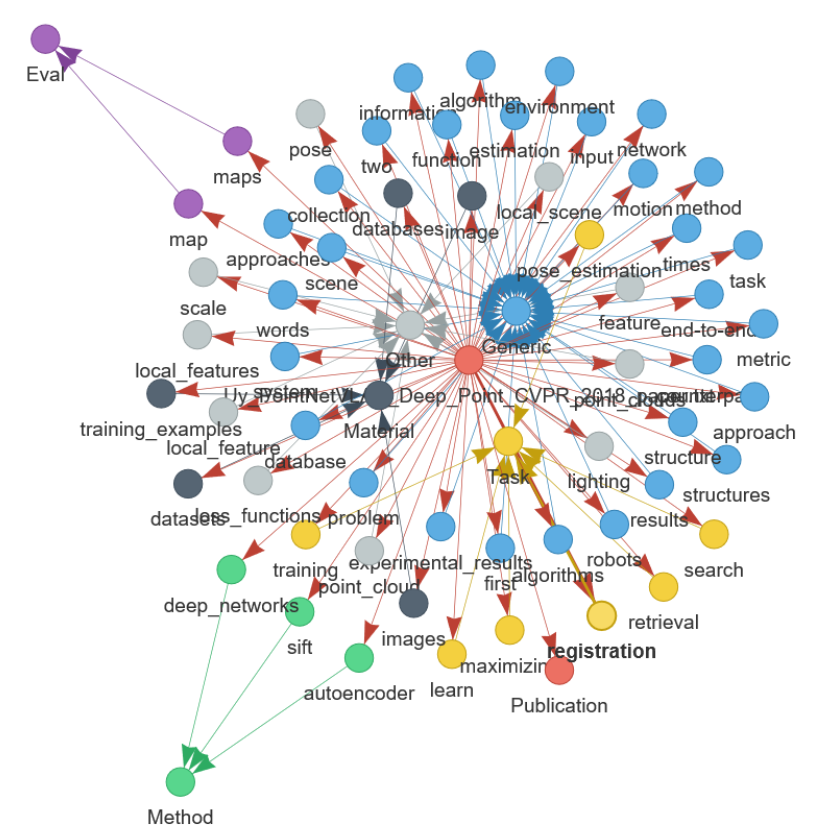 Eval
information
algorithm
environment
pose
two
function
estimation
input
network
maps
collection
databases
image
local_scene
motion
method
map
approaches
scene
pose_estimation
times
task
scale
words
Other
Generic
feature
end-to-end
metric
local_features
system
point_clouds
approach
training_examples
local_feature
database
Material
Task
lighting
structure
structures
datasets
loss_functions
problem
results
search
training
point_cloud
experimental_results
first
algorithms
robots
retrieval
deep_networks
sift
images
maximizing
registration
autoencoder
learn
Publication
Method